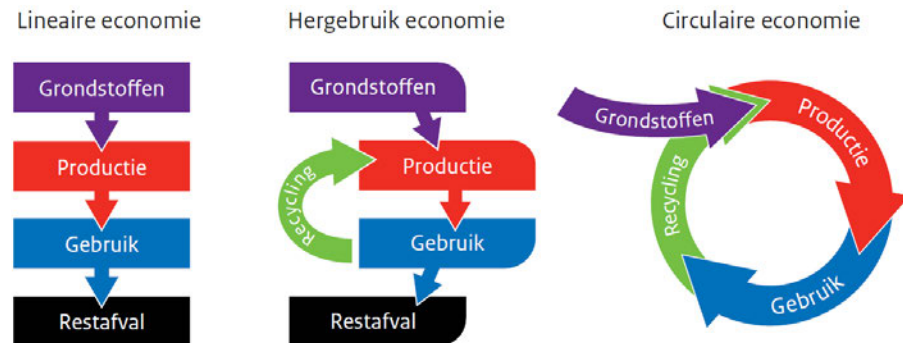 Lineaire economie
Grondstoffen
Productie
Gebruik
Restafval
Hergebruik economie
Grondstoffen
Recycling
Productie
Gebruik
Restafval
Circulaire economie
Grondstoffen
Productie
Recycling
Gebruik